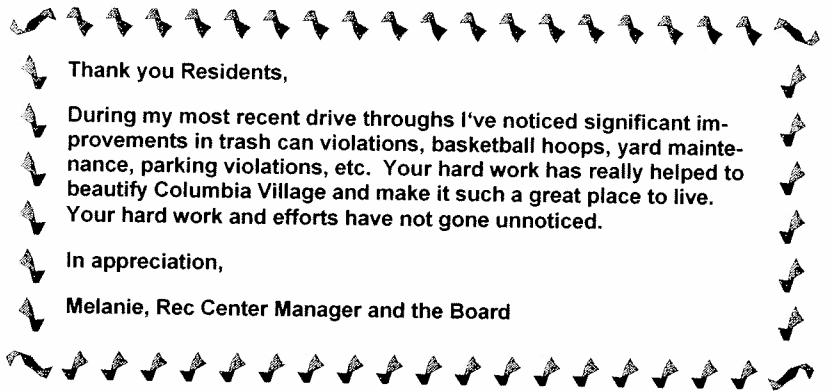 Thank you Residents,
During my most recent drive throughs I've noticed significant im-
provements in trash can violations, basketball hoops, yard mainte-
nance, parking violations, etc.  Your hard work has really helped to
beautify Columbia Village and make it such a great place to live.
Your hard work and efforts have not gone unnoticed.
In appreciation,
Melanie, Rec Center Manager and the Board